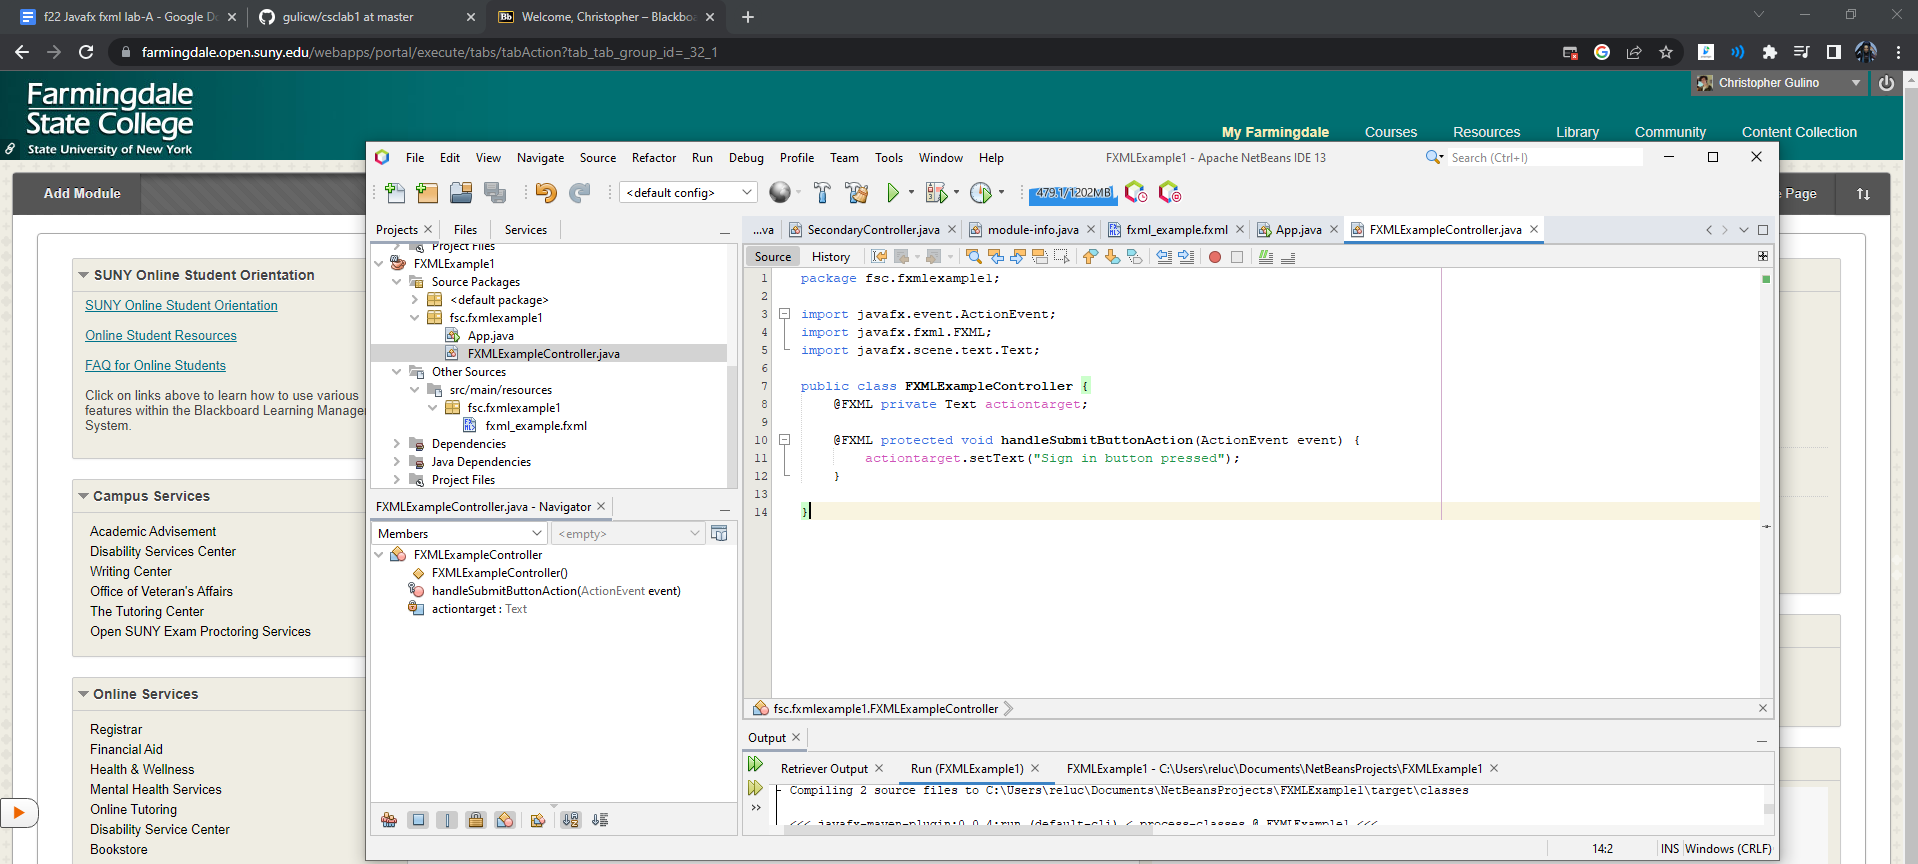 f22 Javafx fxml lab-A - Google Do
gulicw/csclab1 at master
Bb Welcome, Christopher – Blackboa
farmingdale.open.suny.edu/webapps/portal/execute/tabs/tabAction?tab_tab_group_id=_32_1
Farmingdale
State College
State University of New York
Christopher Gulino
My Farmingdale Courses Resources Library Community Content Collection
Add Module
Page
SUNY Online Student Orientation
SUNY Online Student Orientation
Online Student Resources
FAQ for Online Students
Click on links above to learn how to use various
features within the Blackboard Learning Manage
System.
Campus Services
Academic Advisement
Disability Services Center
Writing Center
Office of Veteran's Affairs
The Tutoring Center
Open SUNY Exam Proctoring Services
Online Services
Registrar
Financial Aid
Health & Wellness
Mental Health Services
Online Tutoring
Disability Service Center
Bookstore
File Edit View Navigate Source Refactor Run Debug Profile Team Tools Window Help
FXMLExample1 - Apache NetBeans IDE 13
Search (Ctrl+I)
<default config>
479.1/1202MB
Projects Files Services
Project Files
FXMLExample1
Source Packages
<default package>
fsc.fxmlexample1
App.java
FXMLExampleController.java
Other Sources
src/main/resources
fsc.fxmlexample1
fxml_example.fxml
Dependencies
Java Dependencies
Project Files
FXMLExampleController.java - Navigator
Members <empty>
FXMLExampleController
FXMLExampleController()
handleSubmitButtonAction(ActionEvent event)
actiontarget : Text
...va SecondaryController.java module-info.java fxml_example.fxml App.java FXMLExampleController.java
Source History
1 package fsc.fxmlexample1;
2
3 import javafx.event.ActionEvent;
4 import javafx.fxml.FXML;
5 import javafx.scene.text.Text;
6
7 public class FXMLExampleController {
8 @FXML private Text actiontarget;
9
10 @FXML protected void handleSubmitButtonAction(ActionEvent event) {
11 actiontarget.setText("Sign in button pressed");
12 }
13
14 }
fsc.fxmlexample1.FXMLExampleController
Output
Retriever Output Run (FXMLExample1) FXMLExample1 - C:\Users\reluc\Documents\NetBeansProjects\FXMLExample1
Compiling 2 source files to C:\Users\reluc\Documents\NetBeansProjects\FXMLExample1\target\classes
<<< javafx-maven-plugin:0.0.4:run (default-cli) < process-classes @ FXMLExample1 <<<
14:2 INS Windows (CRLF)